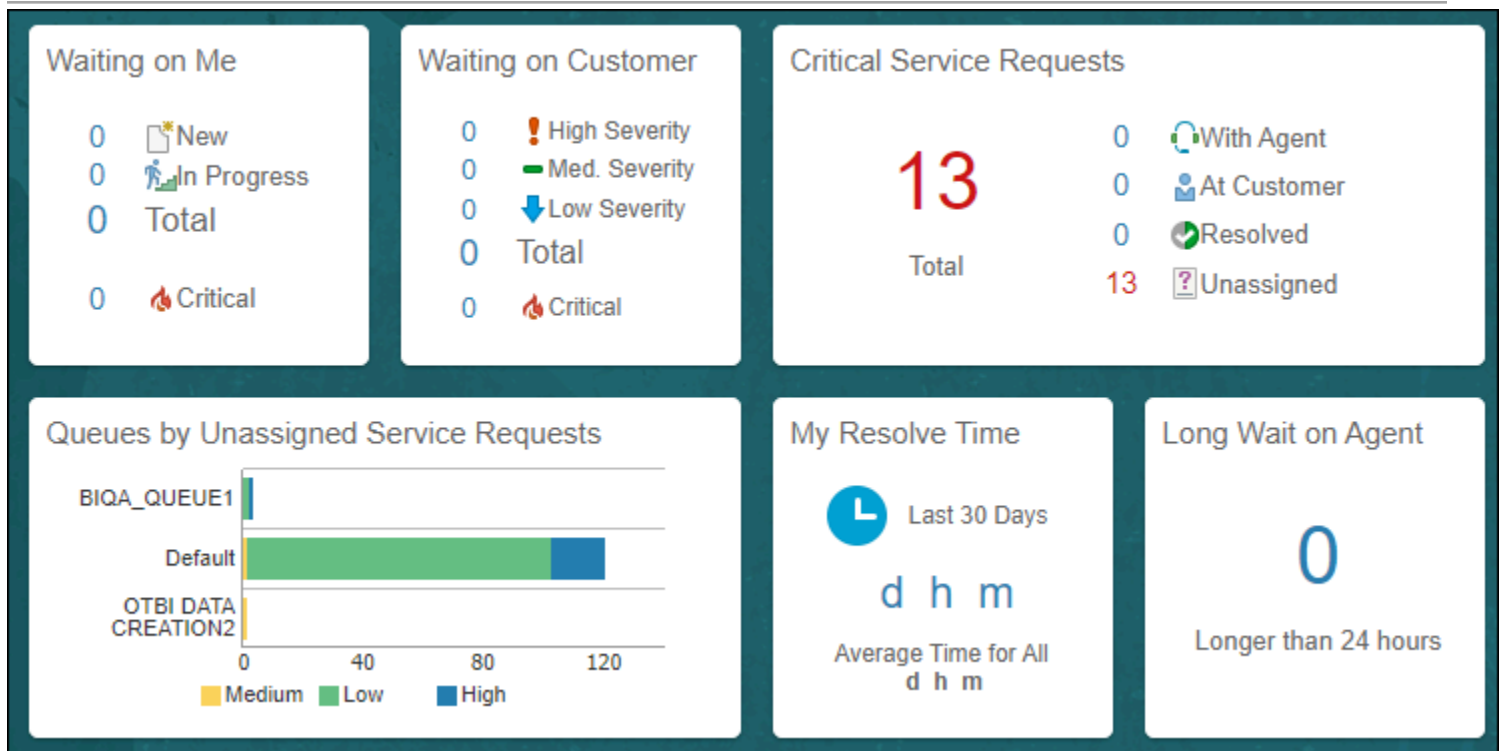 Waiting on Me
0 New
0 In Progress
0 Total
0 Critical
Waiting on Customer
0 High Severity
0 Med. Severity
0 Low Severity
0 Total
0 Critical
Critical Service Requests
13
Total
0 With Agent
0 At Customer
0 Resolved
13 ? Unassigned
Queues by Unassigned Service Requests
BIQA_QUEUE1
Default
OTBI DATA
CREATION2
0 40 80 120
Medium Low High
My Resolve Time
Last 30 Days
d h m
Average Time for All
d h m
Long Wait on Agent
0
Longer than 24 hours